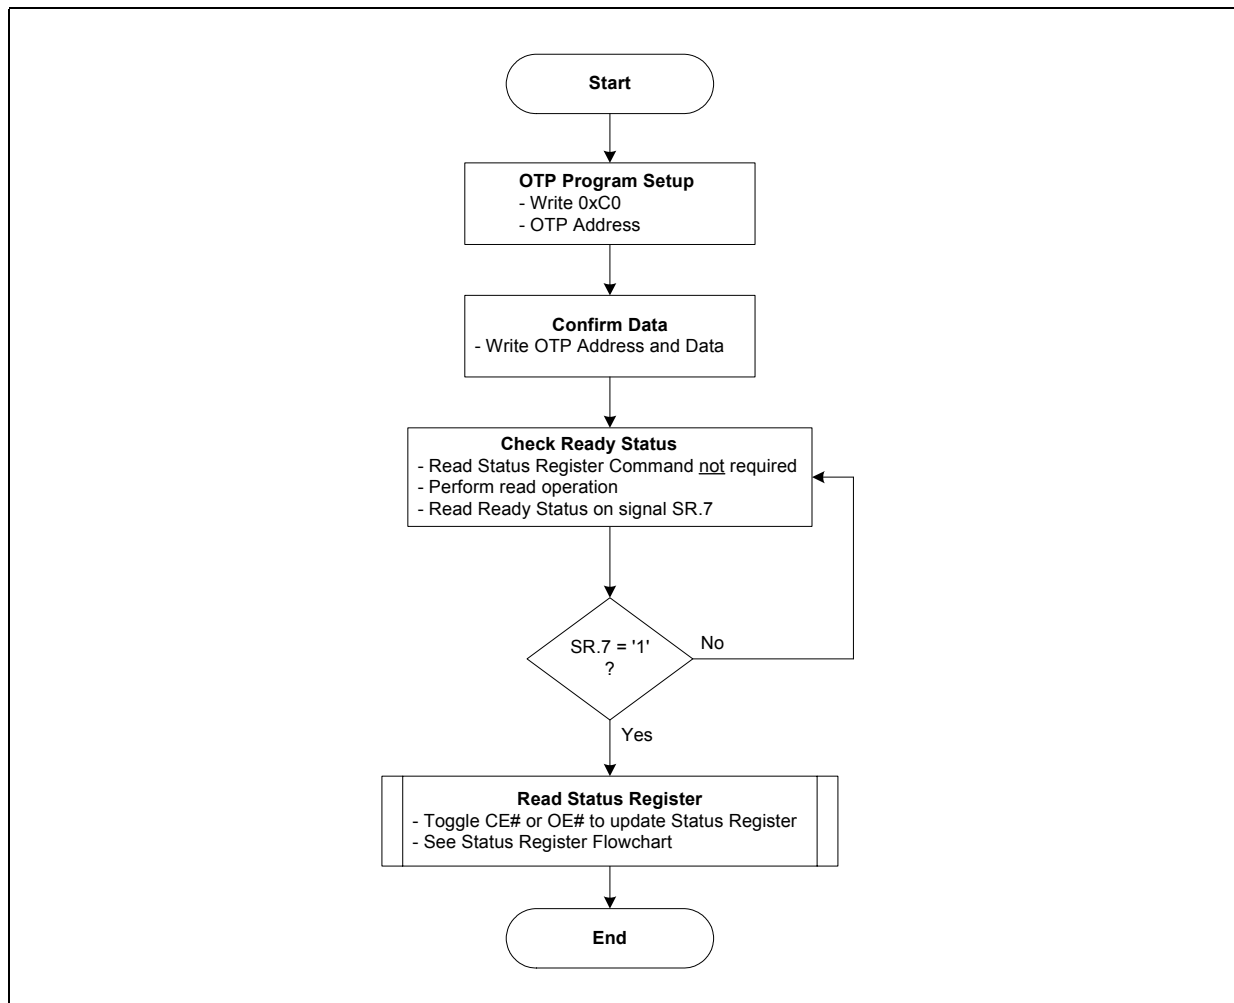 Start
OTP Program Setup
- Write 0xC0
- OTP Address
Confirm Data
- Write OTP Address and Data
Check Ready Status
- Read Status Register Command not required
- Perform read operation
- Read Ready Status on signal SR.7
SR.7 = '1'
?
No
Yes
Read Status Register
- Toggle CE# or OE# to update Status Register
- See Status Register Flowchart
End